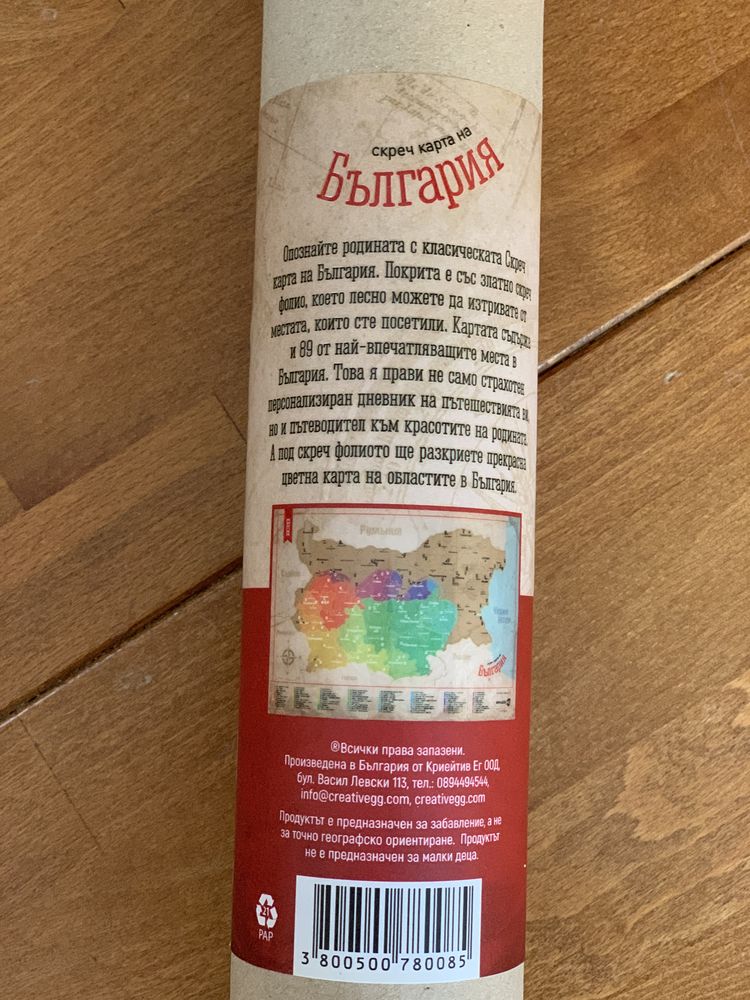 скреч карта на
България
Опознайте родината с класическата Скреч
карта на България. Покрита е със златно скреч
фолио, което лесно можете да изтривате от
местата, които сте посетили. Картата съдържа
и 89 от най-впечатляващите места в
България. Това я прави не само страхотен
персонализиран дневник на пътешествията ви,
но и пътеводител към красотите на родината.
А под скреч фолиото ще разкриете прекрасна
цветна карта на областите в България.
Румъния
България
®Всички права запазени.
Произведена в България от Криейтив Ег ООД,
бул. Васил Левски 113, тел.: 0894494544,
info@creativegg.com, creativegg.com
Продуктът е предназначен за забавление, а не
за точно географско ориентиране. Продуктът
не е предназначен за малки деца.
21
PAP
3 800500 780085